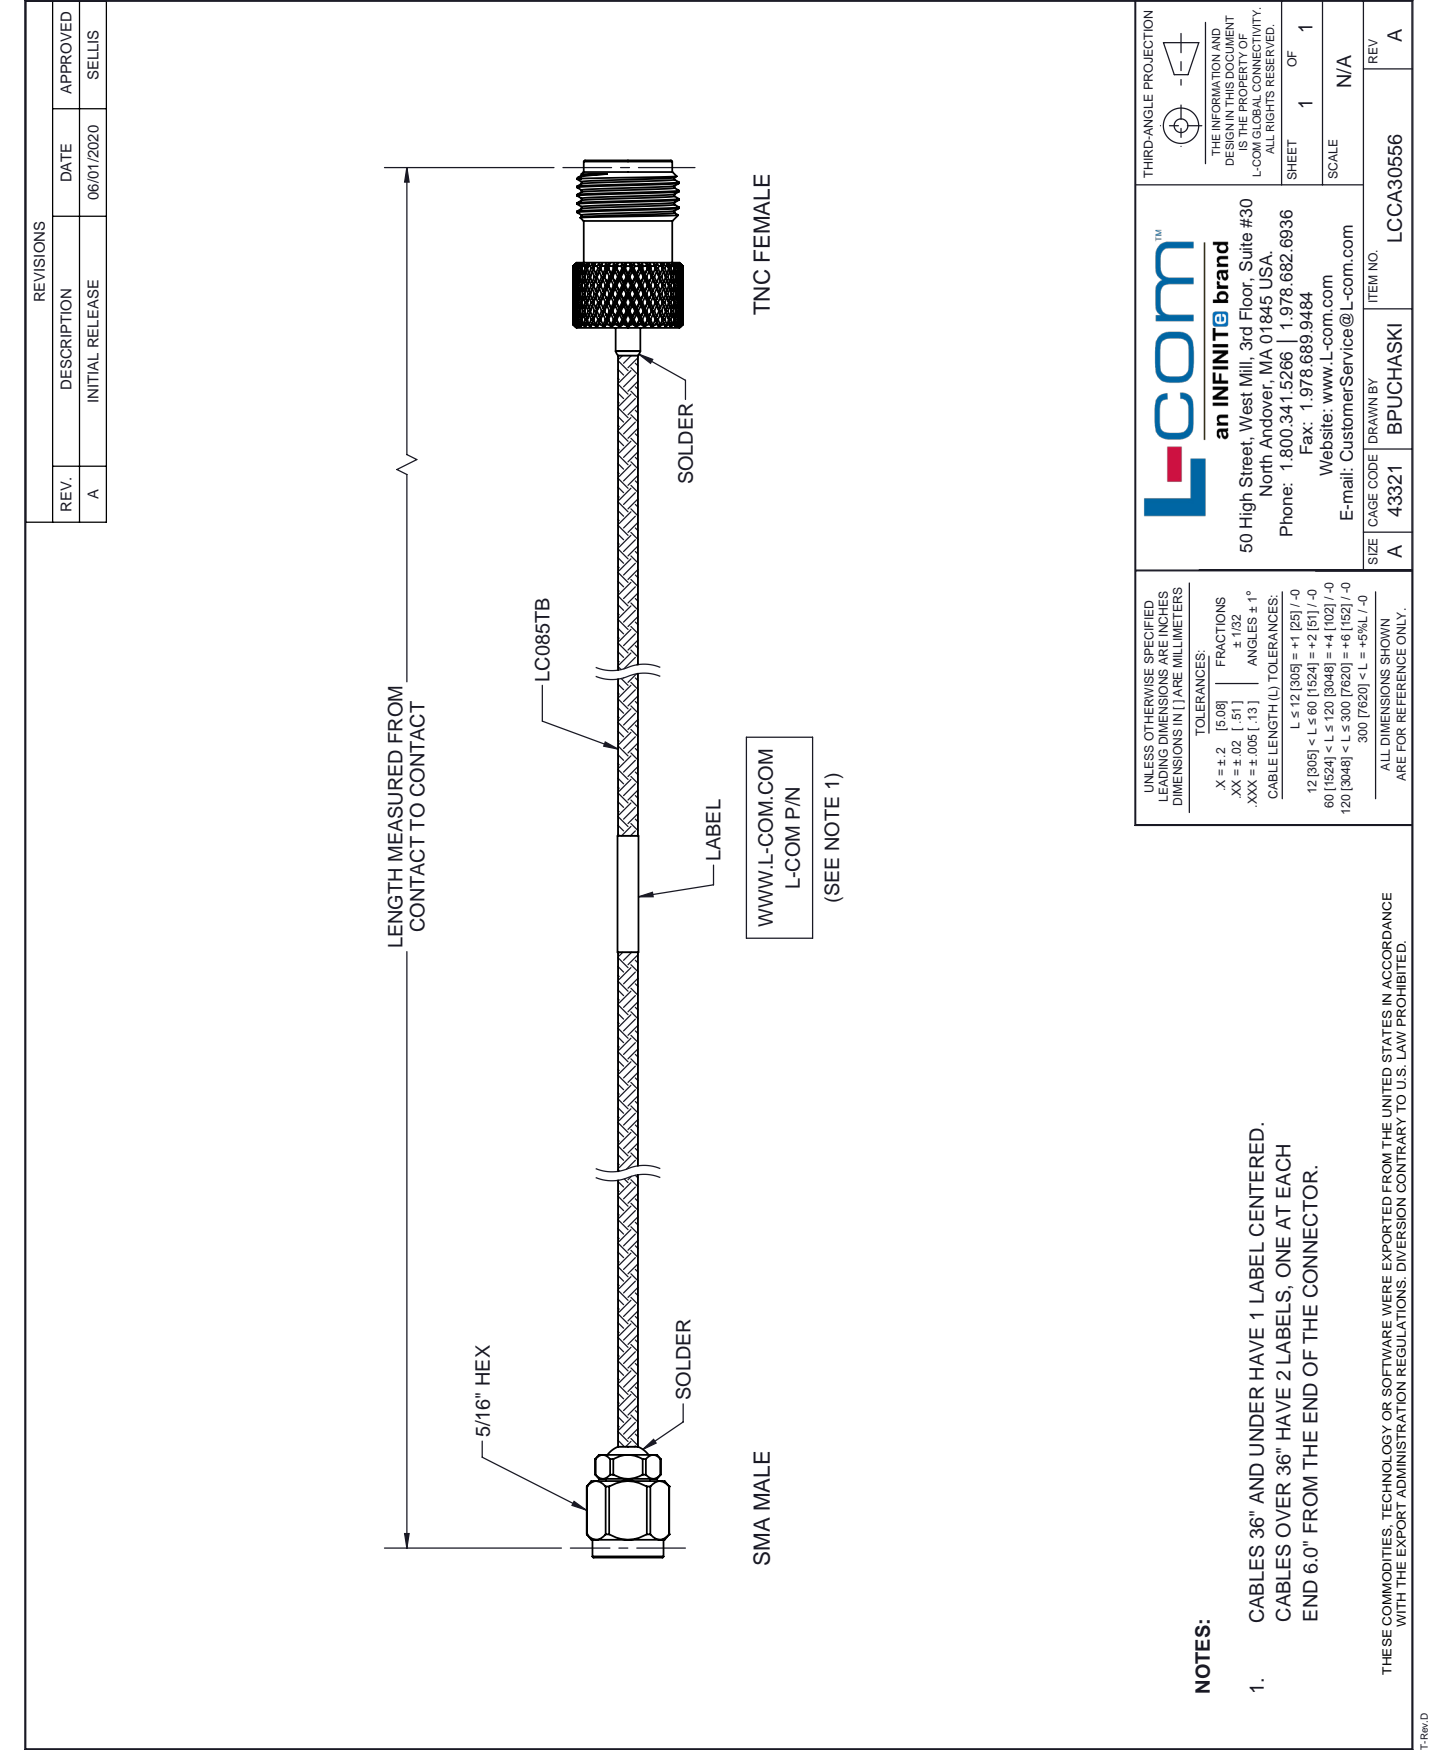 REVISIONS
REV. DESCRIPTION DATE APPROVED
A INITIAL RELEASE 06/01/2020 SELLIS
LENGTH MEASURED FROM
CONTACT TO CONTACT
5/16" HEX
LC085TB
SOLDER
SOLDER
LABEL
SMA MALE
TNC FEMALE
WWW.L-COM.COM
L-COM P/N
(SEE NOTE 1)
NOTES:
1. CABLES 36" AND UNDER HAVE 1 LABEL CENTERED.
CABLES OVER 36" HAVE 2 LABELS, ONE AT EACH
END 6.0" FROM THE END OF THE CONNECTOR.
THESE COMMODITIES, TECHNOLOGY OR SOFTWARE WERE EXPORTED FROM THE UNITED STATES IN ACCORDANCE
WITH THE EXPORT ADMINISTRATION REGULATIONS. DIVERSION CONTRARY TO U.S. LAW PROHIBITED.
UNLESS OTHERWISE SPECIFIED
LEADING DIMENSIONS ARE INCHES
DIMENSIONS IN [ ] ARE MILLIMETERS
TOLERANCES:
.X = ± .2 [5.08] FRACTIONS
.XX = ± .02 [ .51 ] ± 1/32
.XXX = ± .005 [ .13 ] ANGLES ± 1°
CABLE LENGTH (L) TOLERANCES:
L ≤ 12 [305] = +1 [25] / -0
12 [305] < L ≤ 60 [1524] = +2 [51] / -0
60 [1524] < L ≤ 120 [3048] = +4 [102] / -0
120 [3048] < L ≤ 300 [7620] = +6 [152] / -0
300 [7620] < L = +5%L / -0
ALL DIMENSIONS SHOWN
ARE FOR REFERENCE ONLY.
L-com™
an INFINITe brand
50 High Street, West Mill, 3rd Floor, Suite #30
North Andover, MA 01845 USA.
Phone: 1.800.341.5266 | 1.978.682.6936
Fax: 1.978.689.9484
Website: www.L-com.com
E-mail: CustomerService@L-com.com
THIRD-ANGLE PROJECTION
THE INFORMATION AND
DESIGN IN THIS DOCUMENT
IS THE PROPERTY OF
L-COM GLOBAL CONNECTIVITY.
ALL RIGHTS RESERVED.
SHEET 1 OF 1
SCALE N/A
SIZE A
CAGE CODE 43321
DRAWN BY BPUCHASKI
ITEM NO. LCCA30556
REV A
T-Rev.D